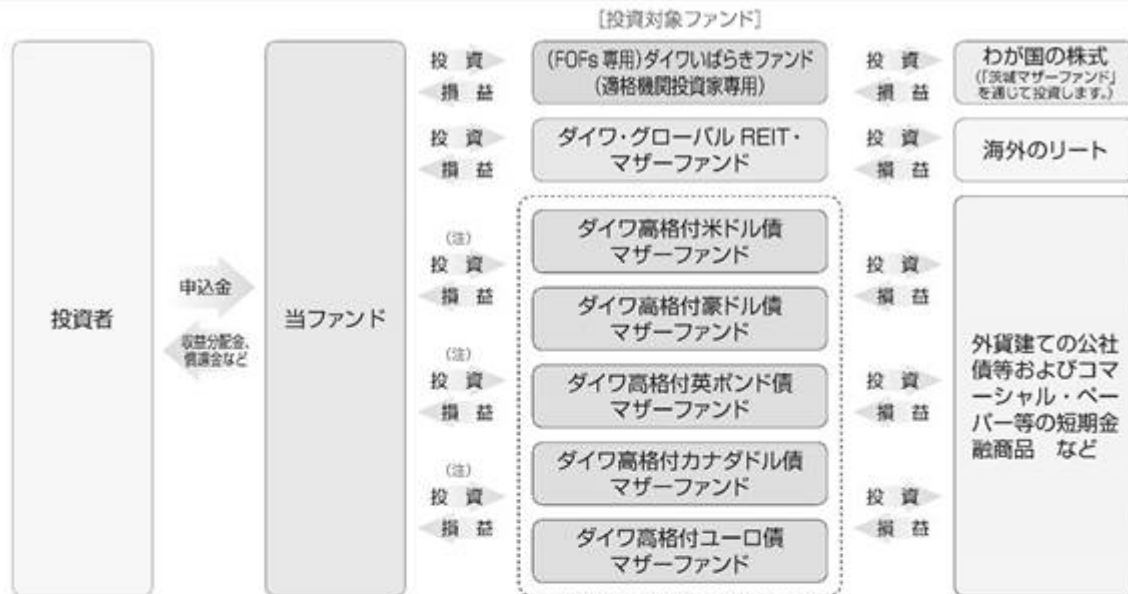 [投資対象ファンド]
投資者
申込金
収益分配金、
償還金など
当ファンド
投 資
損 益
(FOFs 専用)ダイワいばらきファンド
(適格機関投資家専用)
投 資
損 益
わが国の株式
(「茨城マザーファンド」
を通じて投資します。)
投 資
損 益
ダイワ・グローバル REIT・
マザーファンド
投 資
損 益
海外のリート
(注)
投 資
損 益
ダイワ高格付米ドル債
マザーファンド
ダイワ高格付豪ドル債
マザーファンド
投 資
損 益
(注)
投 資
損 益
ダイワ高格付英ポンド債
マザーファンド
投 資
損 益
(注)
投 資
損 益
ダイワ高格付カナダドル債
マザーファンド
ダイワ高格付ユーロ債
マザーファンド
投 資
損 益
外貨建ての公社
債等およびコマ
ーシャル・ペー
パー等の短期金
融商品 など